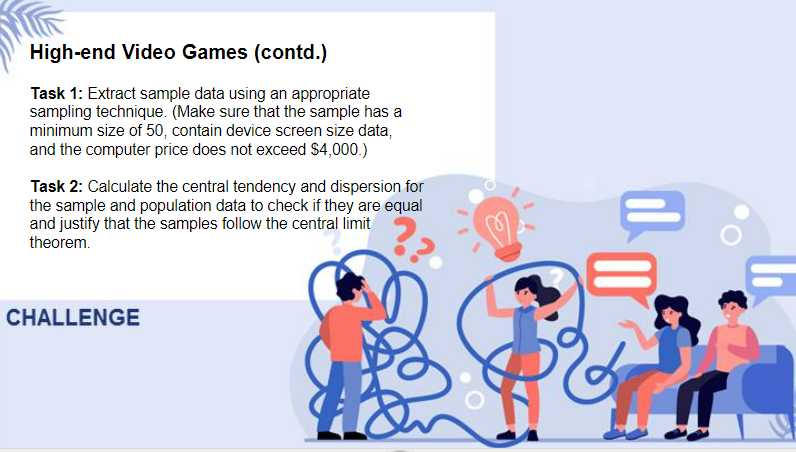 High-end Video Games (contd.)
Task 1: Extract sample data using an appropriate
sampling technique. (Make sure that the sample has a
minimum size of 50, contain device screen size data,
and the computer price does not exceed $4,000.)
Task 2: Calculate the central tendency and dispersion for
the sample and population data to check if they are equal
and justify that the samples follow the central limit
theorem.
CHALLENGE